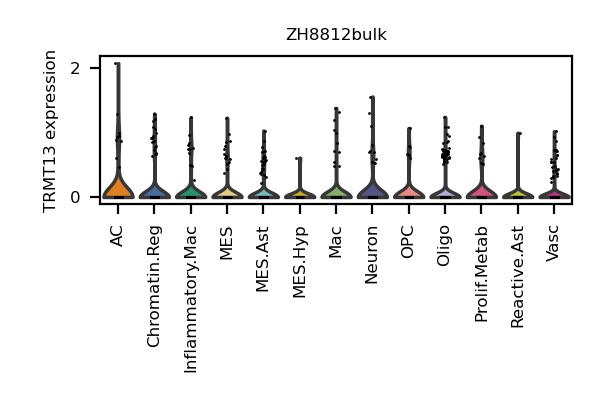 ZH8812bulk
TRMT13 expression
2
0
AC
Chromatin.Reg
Inflammatory.Mac
MES
MES.Ast
MES.Hyp
Mac
Neuron
OPC
Oligo
Prolif.Metab
Reactive.Ast
Vasc